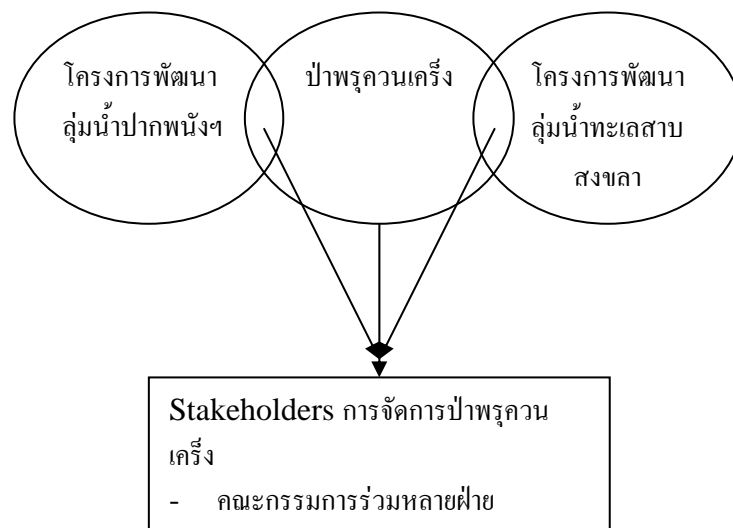 โครงการพัฒนา
ลุ่มน้ำปากพนังฯ
ป่าพรุควนเคร็ง
โครงการพัฒนา
ลุ่มน้ำทะเลสาบ
สงขลา
Stakeholders การจัดการป่าพรุควน
เคร็ง
- คณะกรรมการร่วมหลายฝ่าย